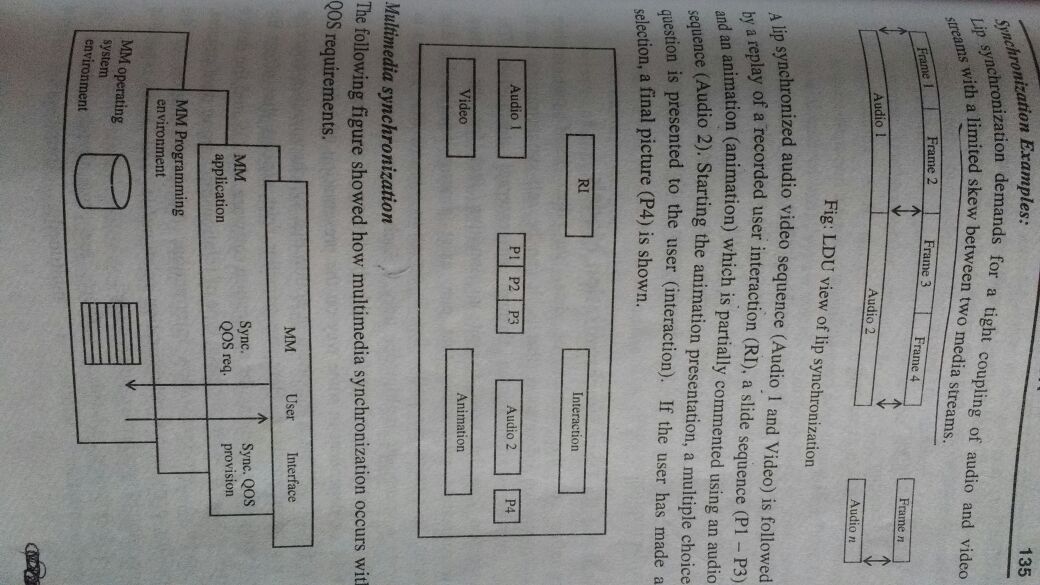 135
Synchronization Examples:
Lip synchronization demands for a tight coupling of audio and video
streams with a limited skew between two media streams.
Frame 1 Frame 2 Frame 3 Frame 4 Frame n
Audio 1 Audio 2 Audio n
Fig: LDU view of lip synchronization
A lip synchronized audio video sequence (Audio 1 and Video) is followed
by a replay of a recorded user interaction (RI), a slide sequence (P1 – P3)
and an animation (animation) which is partially commented using an audio
sequence (Audio 2). Starting the animation presentation, a multiple choice
question is presented to the user (interaction). If the user has made a
selection, a final picture (P4) is shown.
RI Interaction
Audio 1 P1 P2 P3 Audio 2 P4
Video Animation
Multimedia synchronization
The following figure showed how multimedia synchronization occurs with
QOS requirements.
MM User Interface
MM
application
Sync,
QOS req.
Sync, QOS
provision
MM Programming
environment
MM operating
system
environment